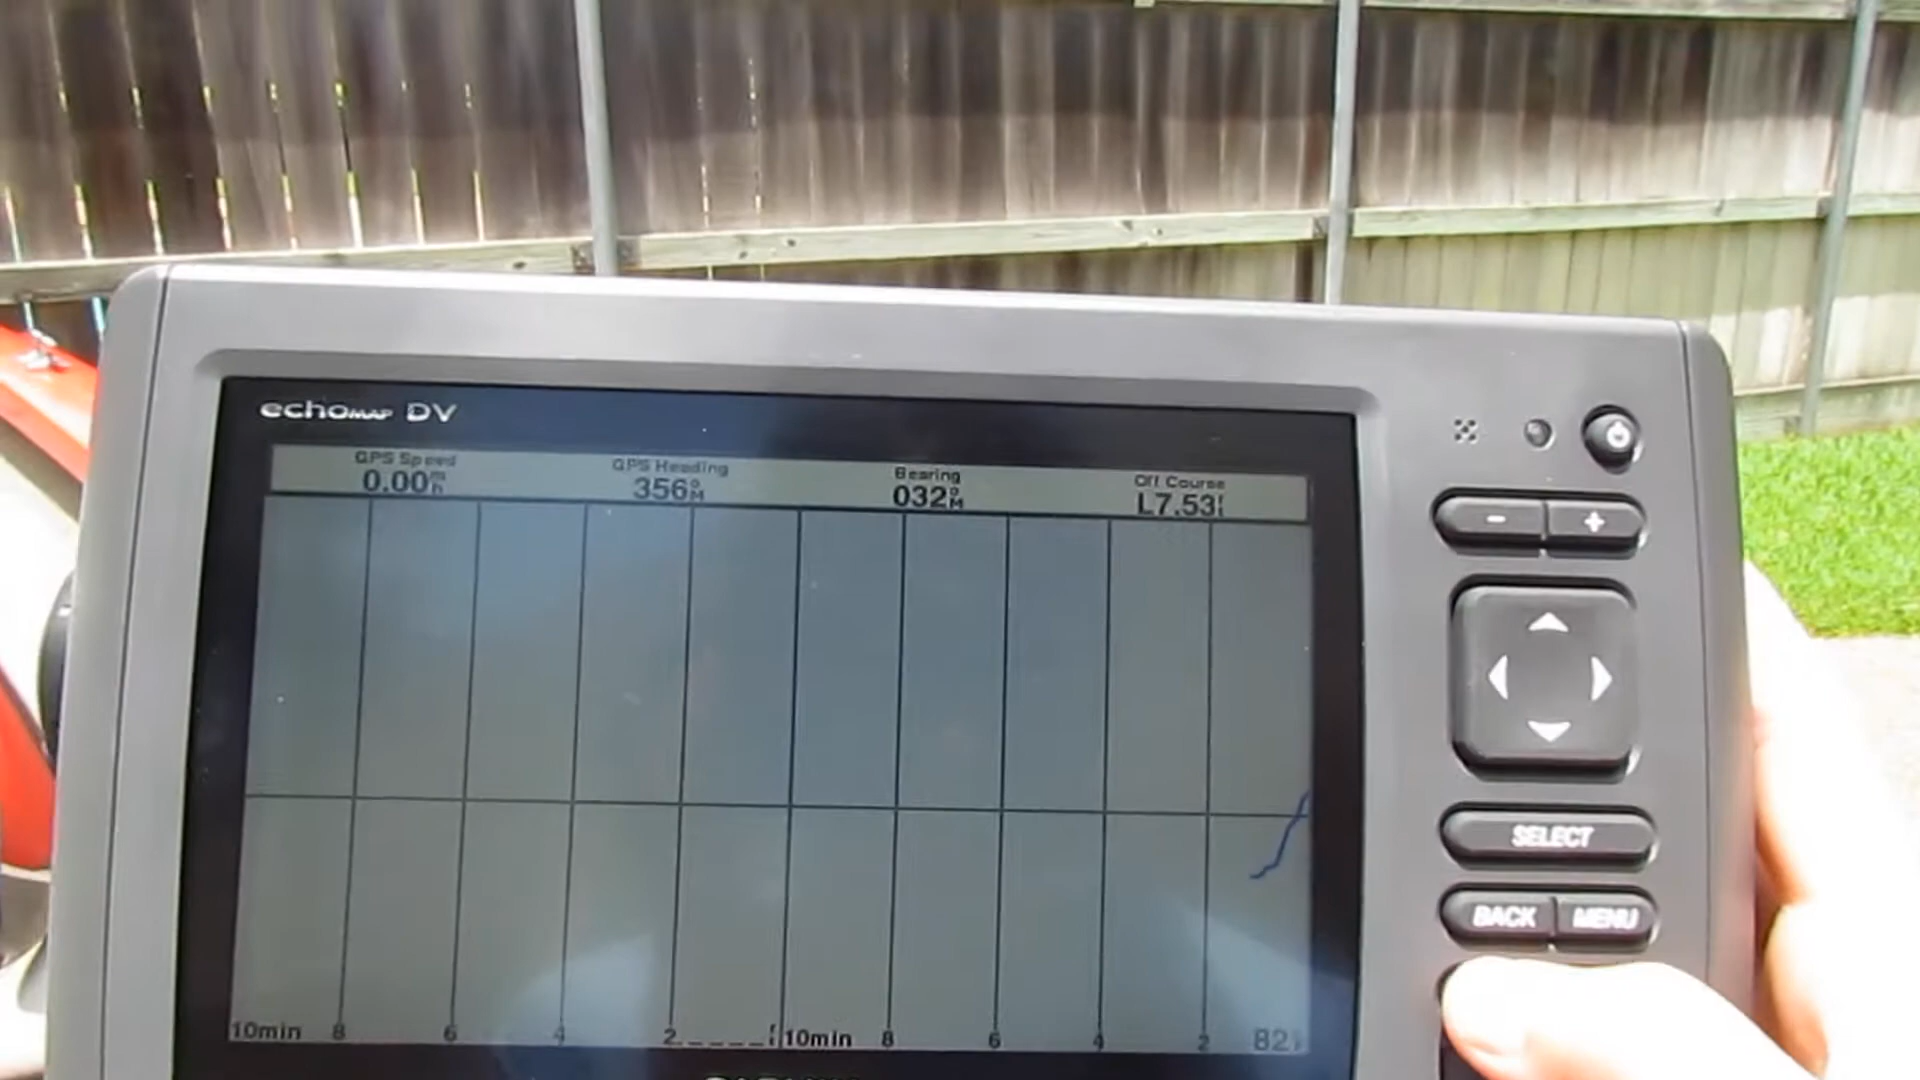 echoMAP DV
GPS Speed
0.00
GPS Heading
356°M
Bearing
032°M
Off Course
L7.53
- +
SELECT
BACK MENU
10min 8 6 4 2 10min 8 6 4 2 82